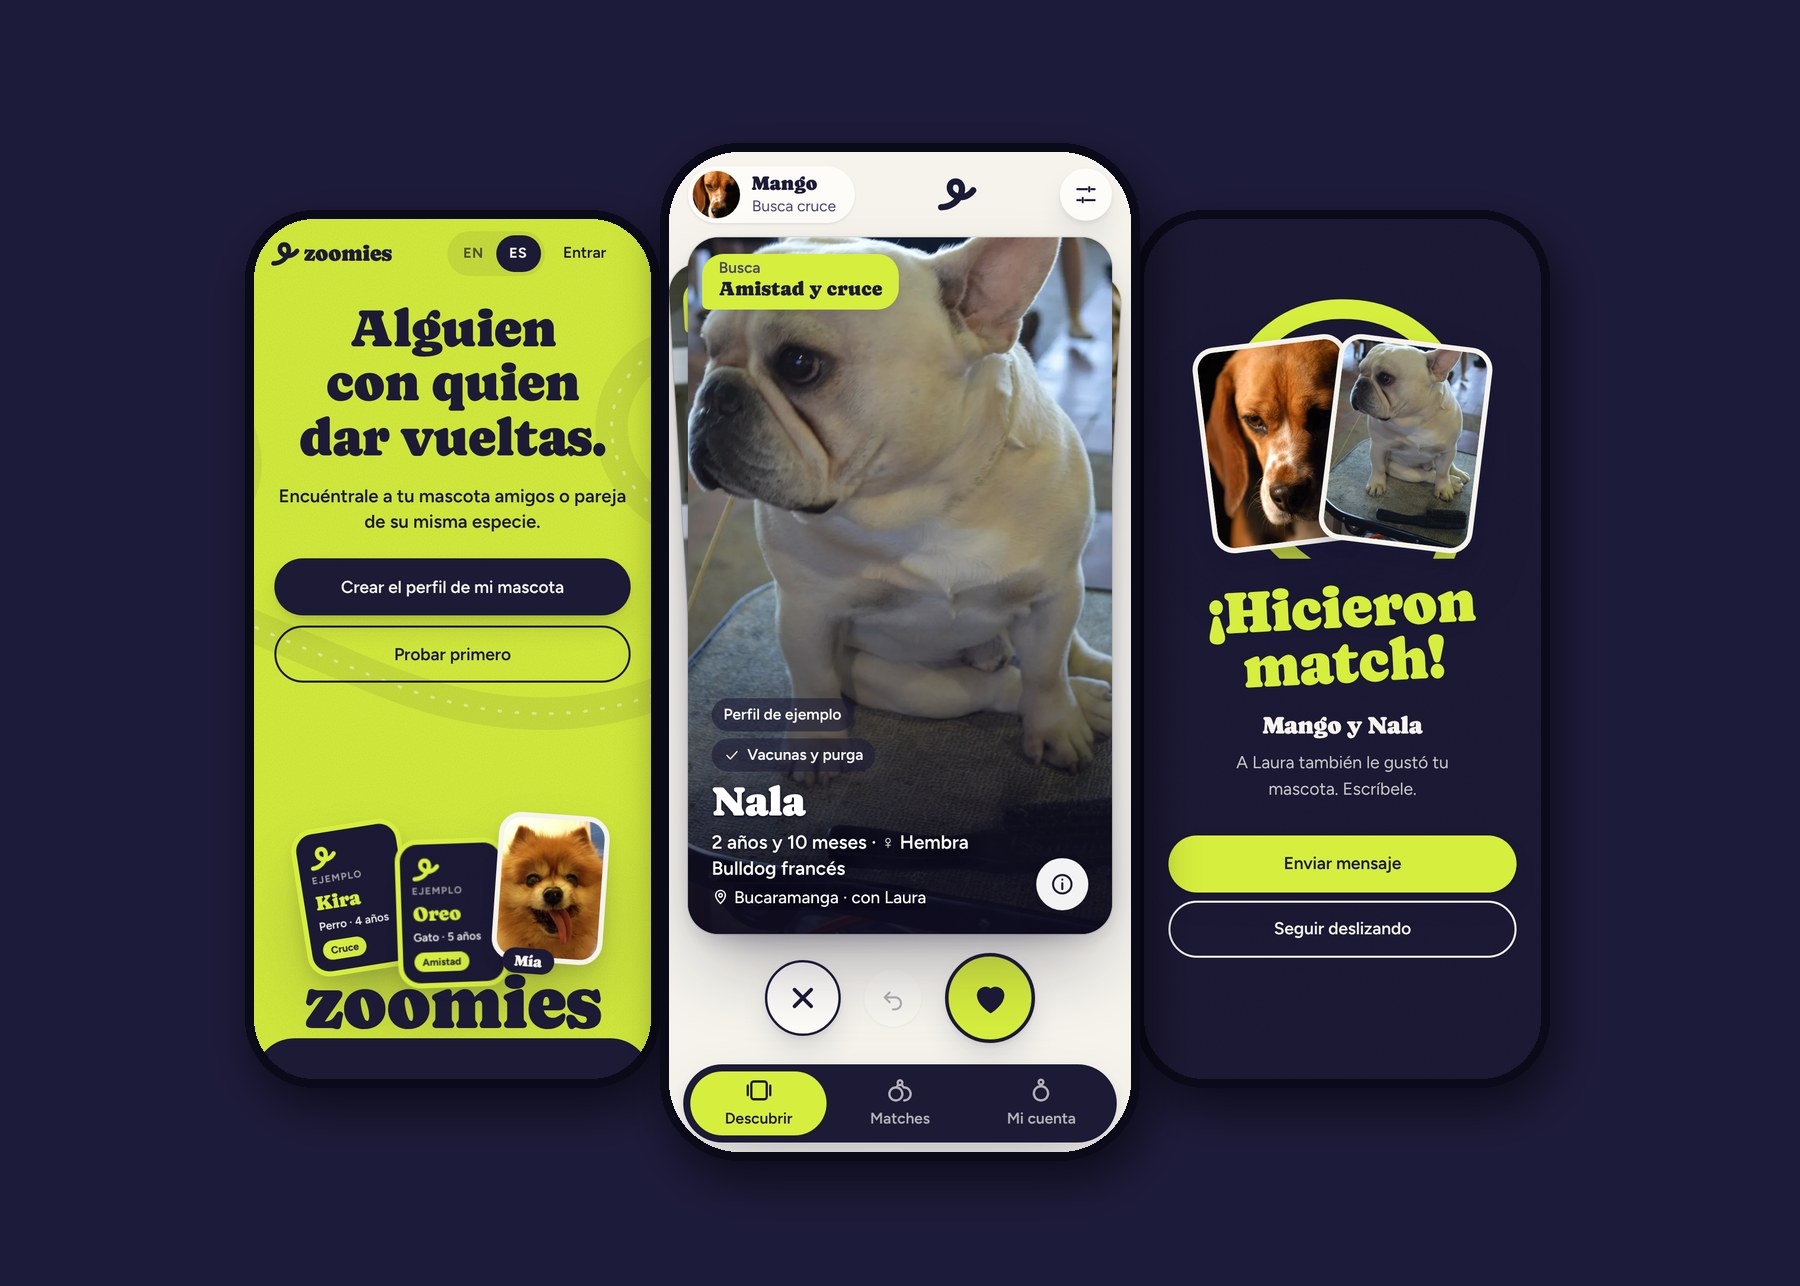 zoomies
EN
ES
Entrar
Alguien
con quien
dar vueltas.
Encuéntrale a tu mascota amigos o pareja
de su misma especie.
Crear el perfil de mi mascota
Probar primero
EJEMPLO
Kira
Perro · 4 años
Cruce
EJEMPLO
Oreo
Gato · 5 años
Amistad
Mía
zoomies
Mango
Busca cruce
Busca
Amistad y cruce
Perfil de ejemplo
Vacunas y purga
Nala
2 años y 10 meses · ♀ Hembra
Bulldog francés
Bucaramanga · con Laura
Descubrir
Matches
Mi cuenta
¡Hicieron
match!
Mango y Nala
A Laura también le gustó tu
mascota. Escríbele.
Enviar mensaje
Seguir deslizando